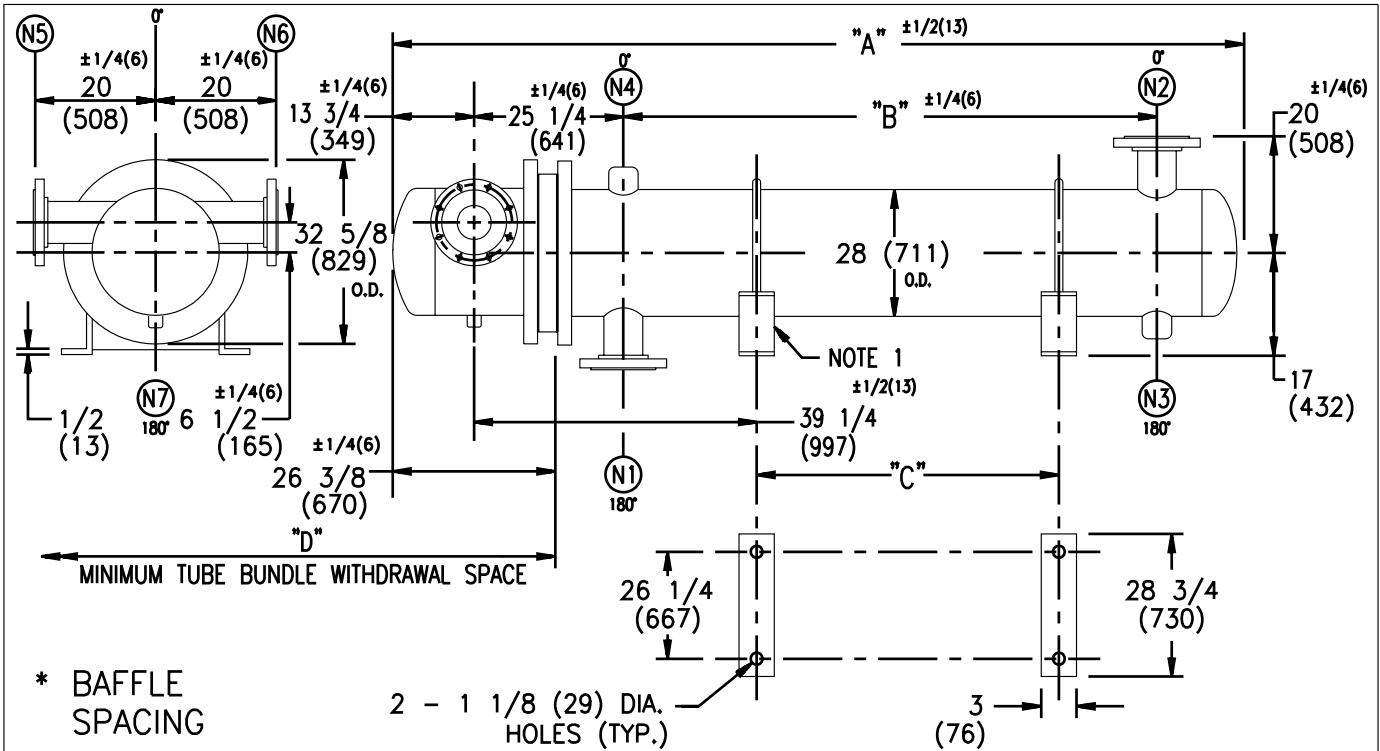 N5
0°
N6
±1/4(6)
±1/4(6)
20
(508)
20
(508)
"A" ±1/2(13)
±1/4(6)
13 3/4
(349)
±1/4(6)
25 1/4
(641)
0°
N4
"B" ±1/4(6)
0°
N2
±1/4(6)
20
(508)
32 5/8
(829)
O.D.
28 (711)
O.D.
NOTE 1
17
(432)
1/2
(13)
N7
180°
±1/4(6)
6 1/2
(165)
±1/2(13)
39 1/4
(997)
N3
180°
±1/4(6)
26 3/8
(670)
N1
180°
"C"
"D"
MINIMUM TUBE BUNDLE WITHDRAWAL SPACE
26 1/4
(667)
28 3/4
(730)
* BAFFLE
SPACING
2 - 1 1/8 (29) DIA.
HOLES (TYP.)
3
(76)